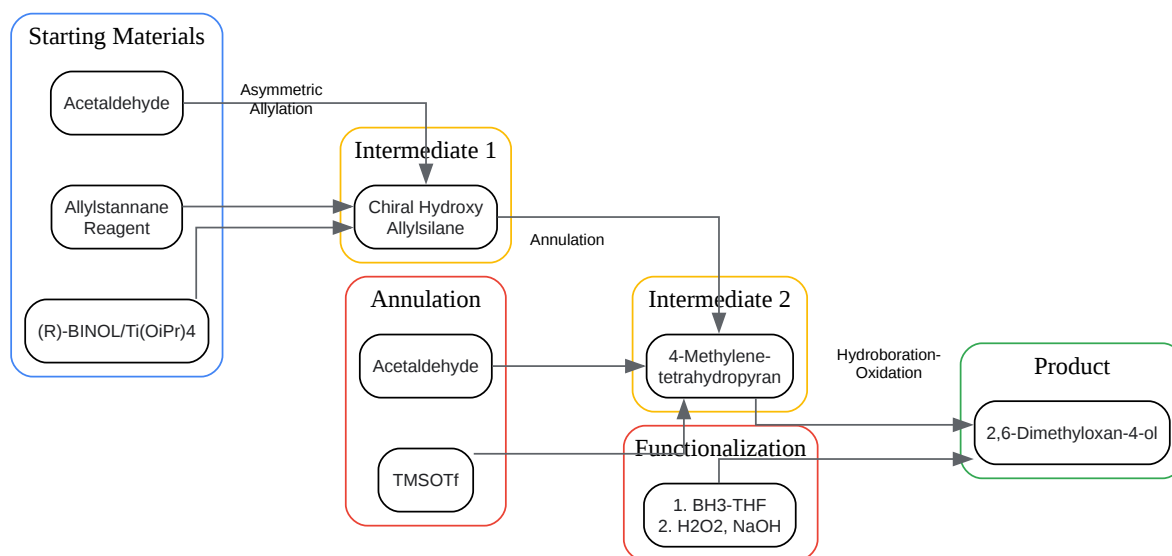 Starting Materials
Acetaldehyde
Asymmetric
Allylation
Allylstannane
Reagent
(R)-BINOL/Ti(OiPr)4
Intermediate 1
Chiral Hydroxy
Allylsilane
Annulation
Annulation
Acetaldehyde
TMSOTf
Intermediate 2
4-Methylene-
tetrahydropyran
Hydroboration-
Oxidation
Functionalization
1. BH3-THF
2. H2O2, NaOH
Product
2,6-Dimethyloxan-4-ol